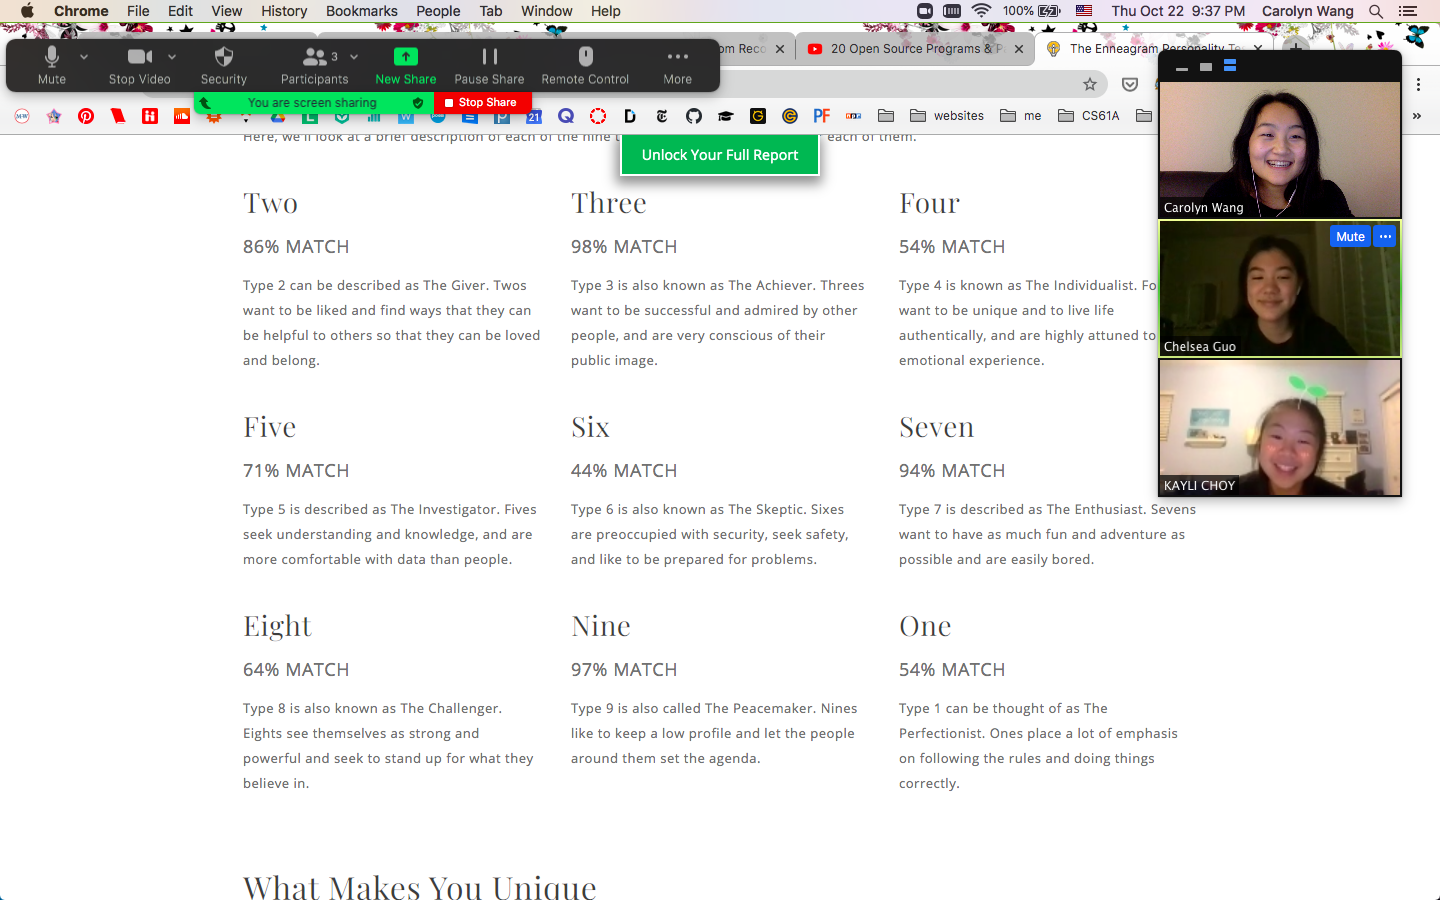 Chrome File Edit View History Bookmarks People Tab Window Help 100% Thu Oct 22 9:37 PM Carolyn Wang
Mute Stop Video Security Participants 3 New Share Pause Share Remote Control More
You are screen sharing Stop Share
20 Open Source Programs & The Enneagram Personality
websites me CS61A
Here, we'll look at a brief description of each of the nine each of them.
Unlock Your Full Report
Two
86% MATCH
Type 2 can be described as The Giver. Twos
want to be liked and find ways that they can
be helpful to others so that they can be loved
and belong.
Three
98% MATCH
Type 3 is also known as The Achiever. Threes
want to be successful and admired by other
people, and are very conscious of their
public image.
Four
54% MATCH
Type 4 is known as The Individualist.
want to be unique and to live life
authentically, and are highly attuned to
emotional experience.
Five
71% MATCH
Type 5 is described as The Investigator. Fives
seek understanding and knowledge, and are
more comfortable with data than people.
Six
44% MATCH
Type 6 is also known as The Skeptic. Sixes
are preoccupied with security, seek safety,
and like to be prepared for problems.
Seven
94% MATCH
Type 7 is described as The Enthusiast. Sevens
want to have as much fun and adventure as
possible and are easily bored.
Eight
64% MATCH
Type 8 is also known as The Challenger.
Eights see themselves as strong and
powerful and seek to stand up for what they
believe in.
Nine
97% MATCH
Type 9 is also called The Peacemaker. Nines
like to keep a low profile and let the people
around them set the agenda.
One
54% MATCH
Type 1 can be thought of as The
Perfectionist. Ones place a lot of emphasis
on following the rules and doing things
correctly.
What Makes You Unique
Carolyn Wang
Mute
Chelsea Guo
KAYLI CHOY